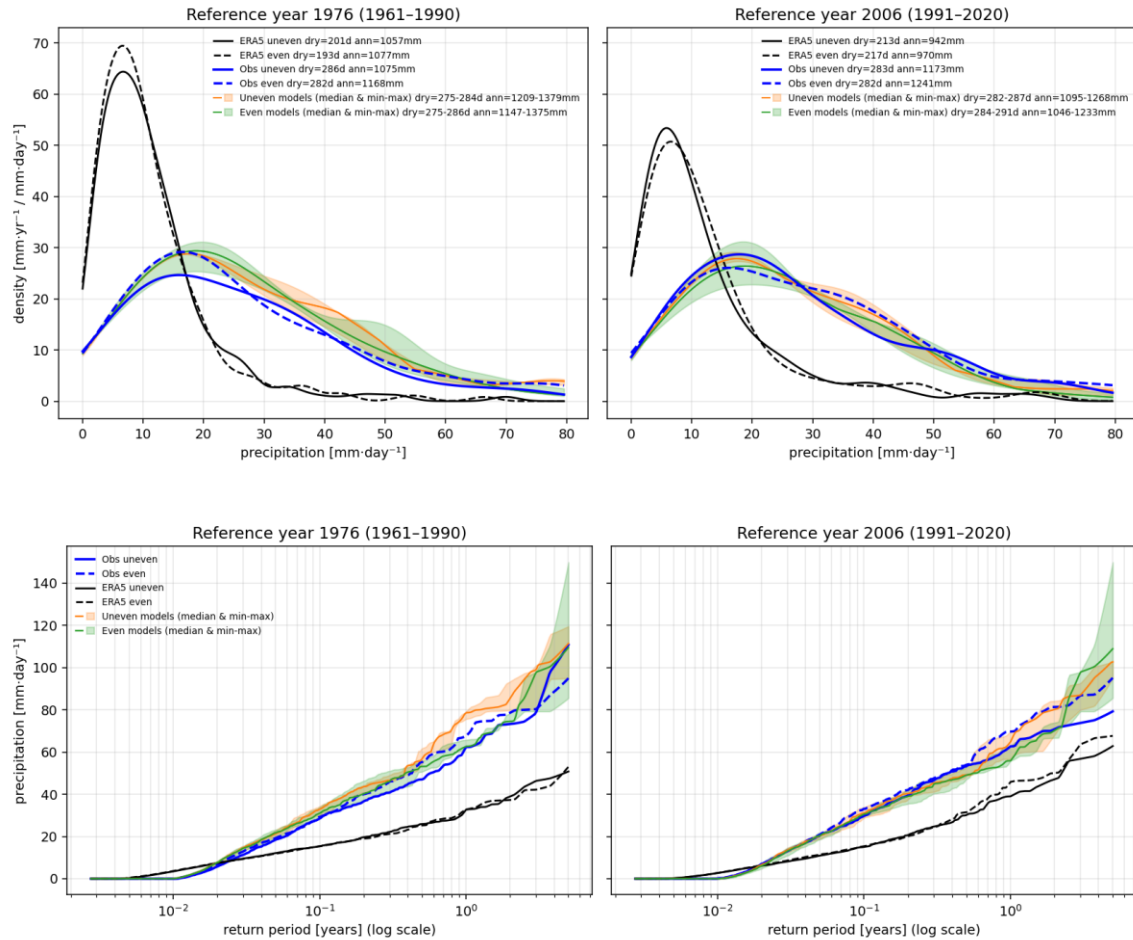 Reference year 1976 (1961–1990)
ERA5 uneven dry=201d ann=1057mm
ERA5 even dry=193d ann=1077mm
Obs uneven dry=286d ann=1075mm
Obs even dry=282d ann=1168mm
Uneven models (median & min-max) dry=275-284d ann=1209-1379mm
Even models (median & min-max) dry=275-286d ann=1147-1375mm
density [mm·yr⁻¹ / mm·day⁻¹]
70
60
50
40
30
20
10
0
0 10 20 30 40 50 60 70 80
precipitation [mm·day⁻¹]
Reference year 2006 (1991–2020)
ERA5 uneven dry=213d ann=942mm
ERA5 even dry=217d ann=970mm
Obs uneven dry=283d ann=1173mm
Obs even dry=282d ann=1241mm
Uneven models (median & min-max) dry=282-287d ann=1095-1268mm
Even models (median & min-max) dry=284-291d ann=1046-1233mm
0 10 20 30 40 50 60 70 80
precipitation [mm·day⁻¹]
Reference year 1976 (1961–1990)
Obs uneven
Obs even
ERA5 uneven
ERA5 even
Uneven models (median & min-max)
Even models (median & min-max)
precipitation [mm·day⁻¹]
140
120
100
80
60
40
20
0
10⁻² 10⁻¹ 10⁰
return period [years] (log scale)
Reference year 2006 (1991–2020)
10⁻² 10⁻¹ 10⁰
return period [years] (log scale)